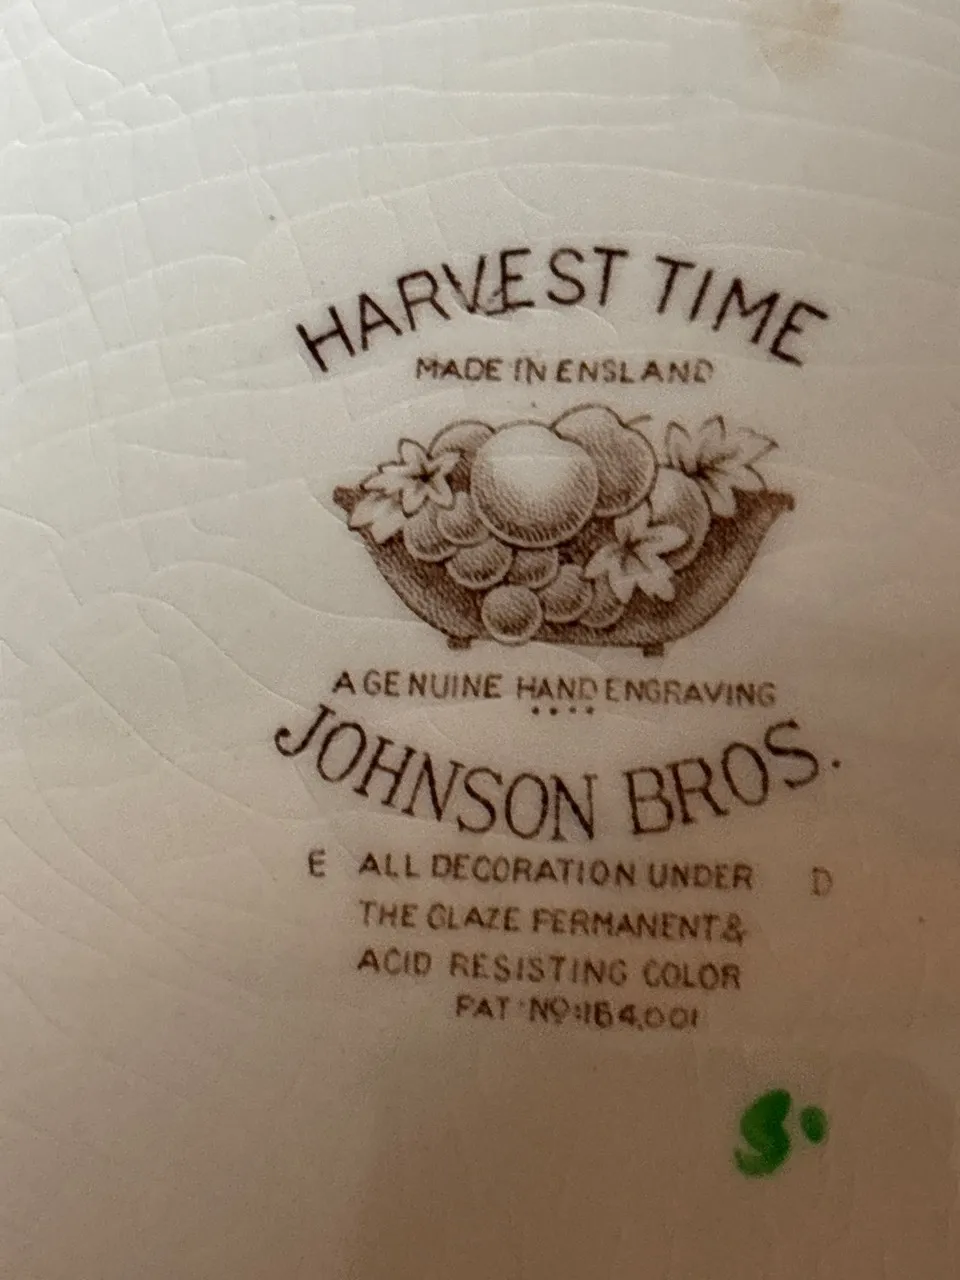 HARVEST TIME
MADE IN ENGLAND
A GENUINE HAND ENGRAVING
JOHNSON BROS.
E ALL DECORATION UNDER D
THE GLAZE PERMANENT &
ACID RESISTING COLOR
PAT. NO: 164,001